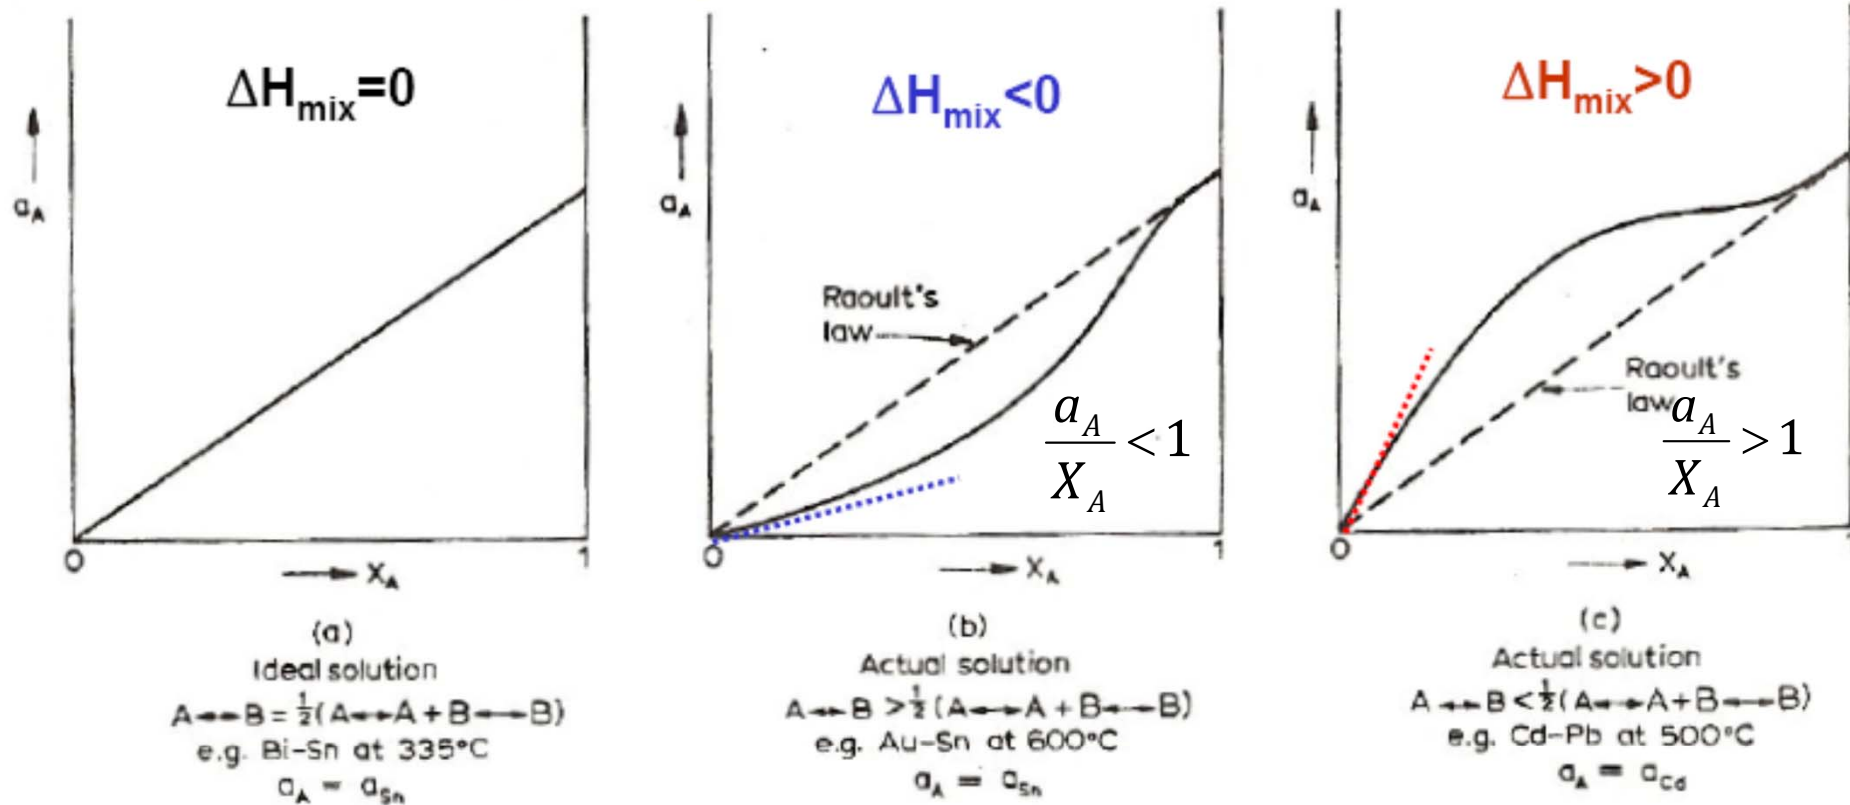 ΔHmix=0
aA
0
1
XA
(a)
Ideal solution
A↔B = ½(A↔A + B↔B)
e.g. Bi-Sn at 335°C
aA = aSn
ΔHmix<0
aA
Raoult's
law
aA/XA < 1
0
1
XA
(b)
Actual solution
A↔B > ½(A↔A + B↔B)
e.g. Au-Sn at 600°C
aA = aSn
ΔHmix>0
aA
Raoult's
law
aA/XA > 1
0
XA
(c)
Actual solution
A↔B < ½(A↔A + B↔B)
e.g. Cd-Pb at 500°C
aA = aCd